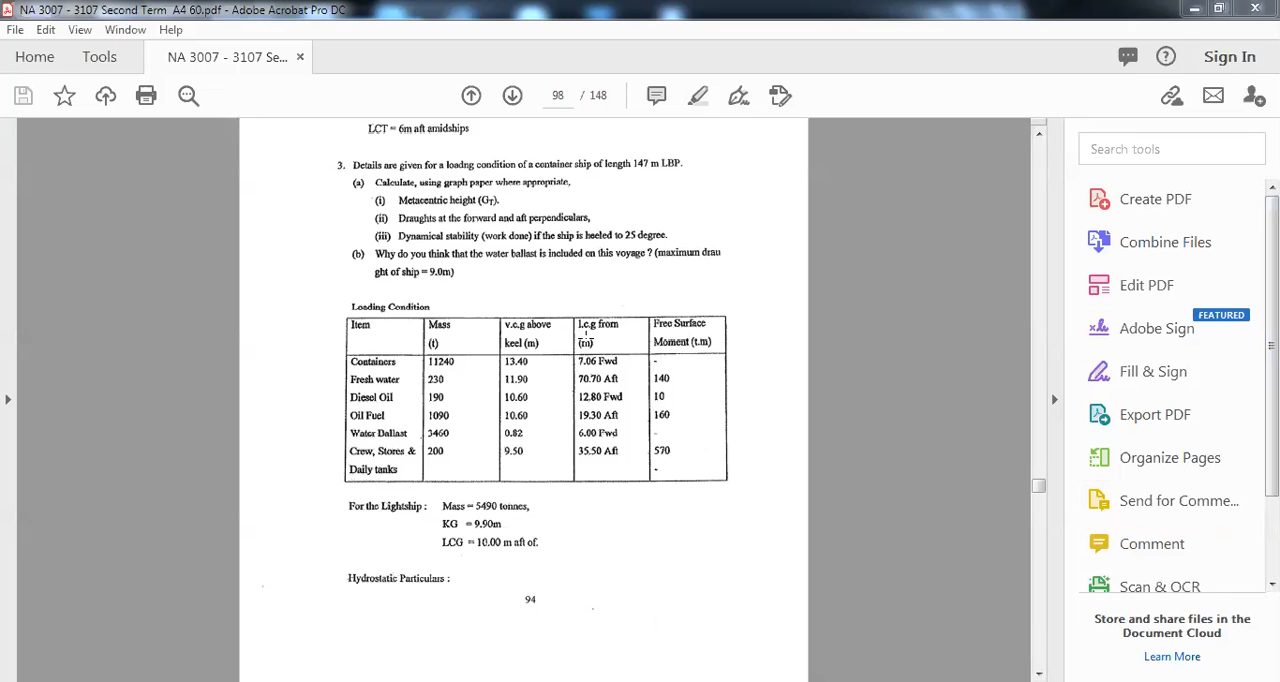 NA 3007 - 3107 Second Term A4 60.pdf - Adobe Acrobat Pro DC
File Edit View Window Help
Home Tools NA 3007 - 3107 Se... × Sign In
98 / 148
LCT = 6m aft amidships
3. Details are given for a loadng condition of a container ship of length 147 m LBP.
(a) Calculate, using graph paper where appropriate,
(i) Metacentric height (GT).
(ii) Draughts at the forward and aft perpendiculars,
(iii) Dynamical stability (work done) if the ship is heeled to 25 degree.
(b) Why do you think that the water ballast is included on this voyage ? (maximum drau
ght of ship = 9.0m)
Loading Condition
Item Mass v.c.g above l.c.g from Free Surface
(t) keel (m) (m) Moment (t.m)
Containers 11240 13.40 7.06 Fwd -
Fresh water 230 11.90 70.70 Aft 140
Diesel Oil 190 10.60 12.80 Fwd 10
Oil Fuel 1090 10.60 19.30 Aft 160
Water Ballast 3460 0.82 6.00 Fwd -
Crew, Stores & 200 9.50 35.50 Aft 570
Daily tanks -
For the Lightship : Mass = 5490 tonnes,
KG = 9.90m
LCG = 10.00 m aft of.
Hydrostatic Particulars :
94
Search tools
Create PDF
Combine Files
Edit PDF
FEATURED
Adobe Sign
Fill & Sign
Export PDF
Organize Pages
Send for Comme...
Comment
Scan & OCR
Store and share files in the
Document Cloud
Learn More